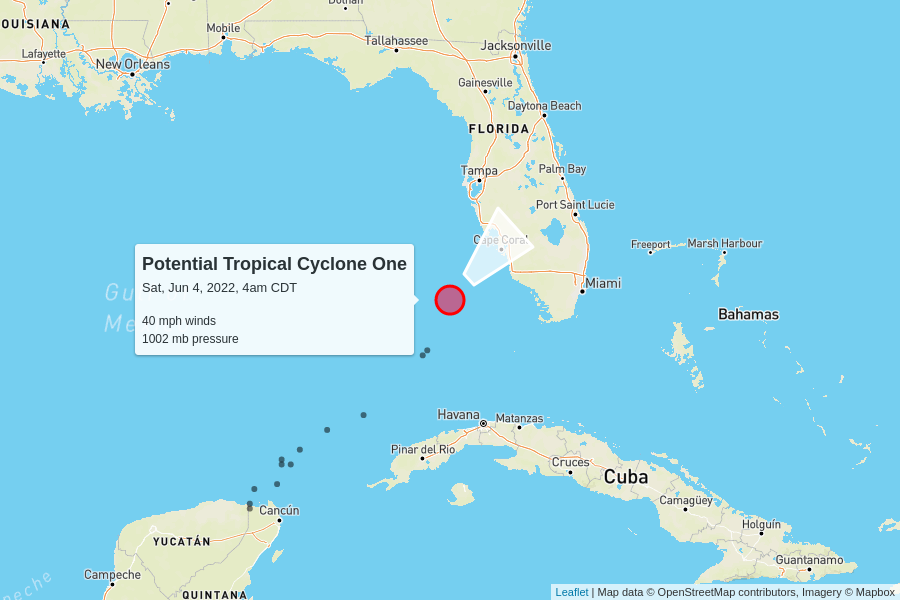 Dothan
OUISIANA
Mobile
Tallahassee
Jacksonville
Lafayette
New Orleans
Gainesville
Daytona Beach
FLORIDA
Tampa
Palm Bay
Port Saint Lucie
Cape Coral
Freeport
Marsh Harbour
Potential Tropical Cyclone One
Sat, Jun 4, 2022, 4am CDT
40 mph winds
1002 mb pressure
Gu
Me
Miami
Bahamas
Havana
Matanzas
Pinar del Rio
Cruces
Cuba
Camagüey
Cancún
Holguín
YUCATÁN
Guantanamo
Campeche
peche
QUINTANA
Leaflet | Map data © OpenStreetMap contributors, Imagery © Mapbox